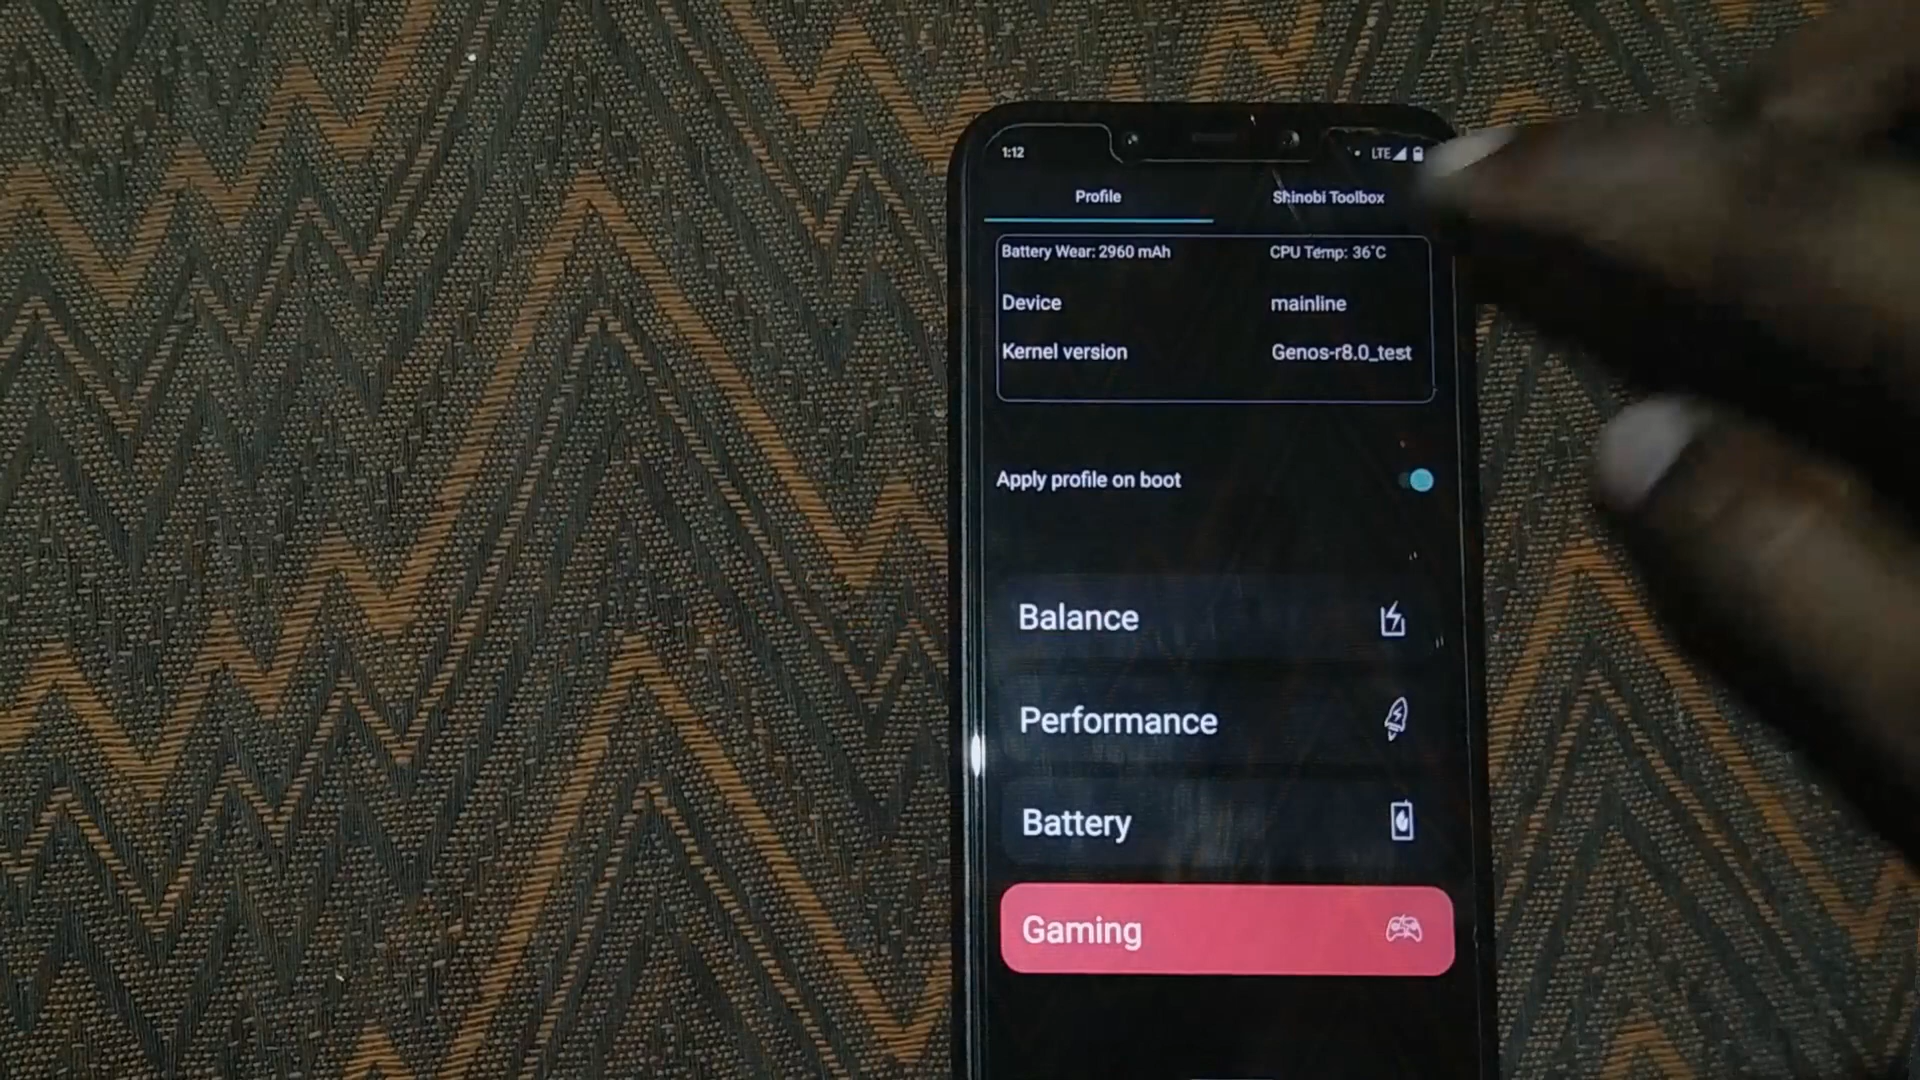 1:12
LTE
Profile
Shinobi Toolbox
Battery Wear: 2960 mAh
CPU Temp: 36°C
Device
mainline
Kernel version
Genos-r8.0_test
Apply profile on boot
Balance
Performance
Battery
Gaming